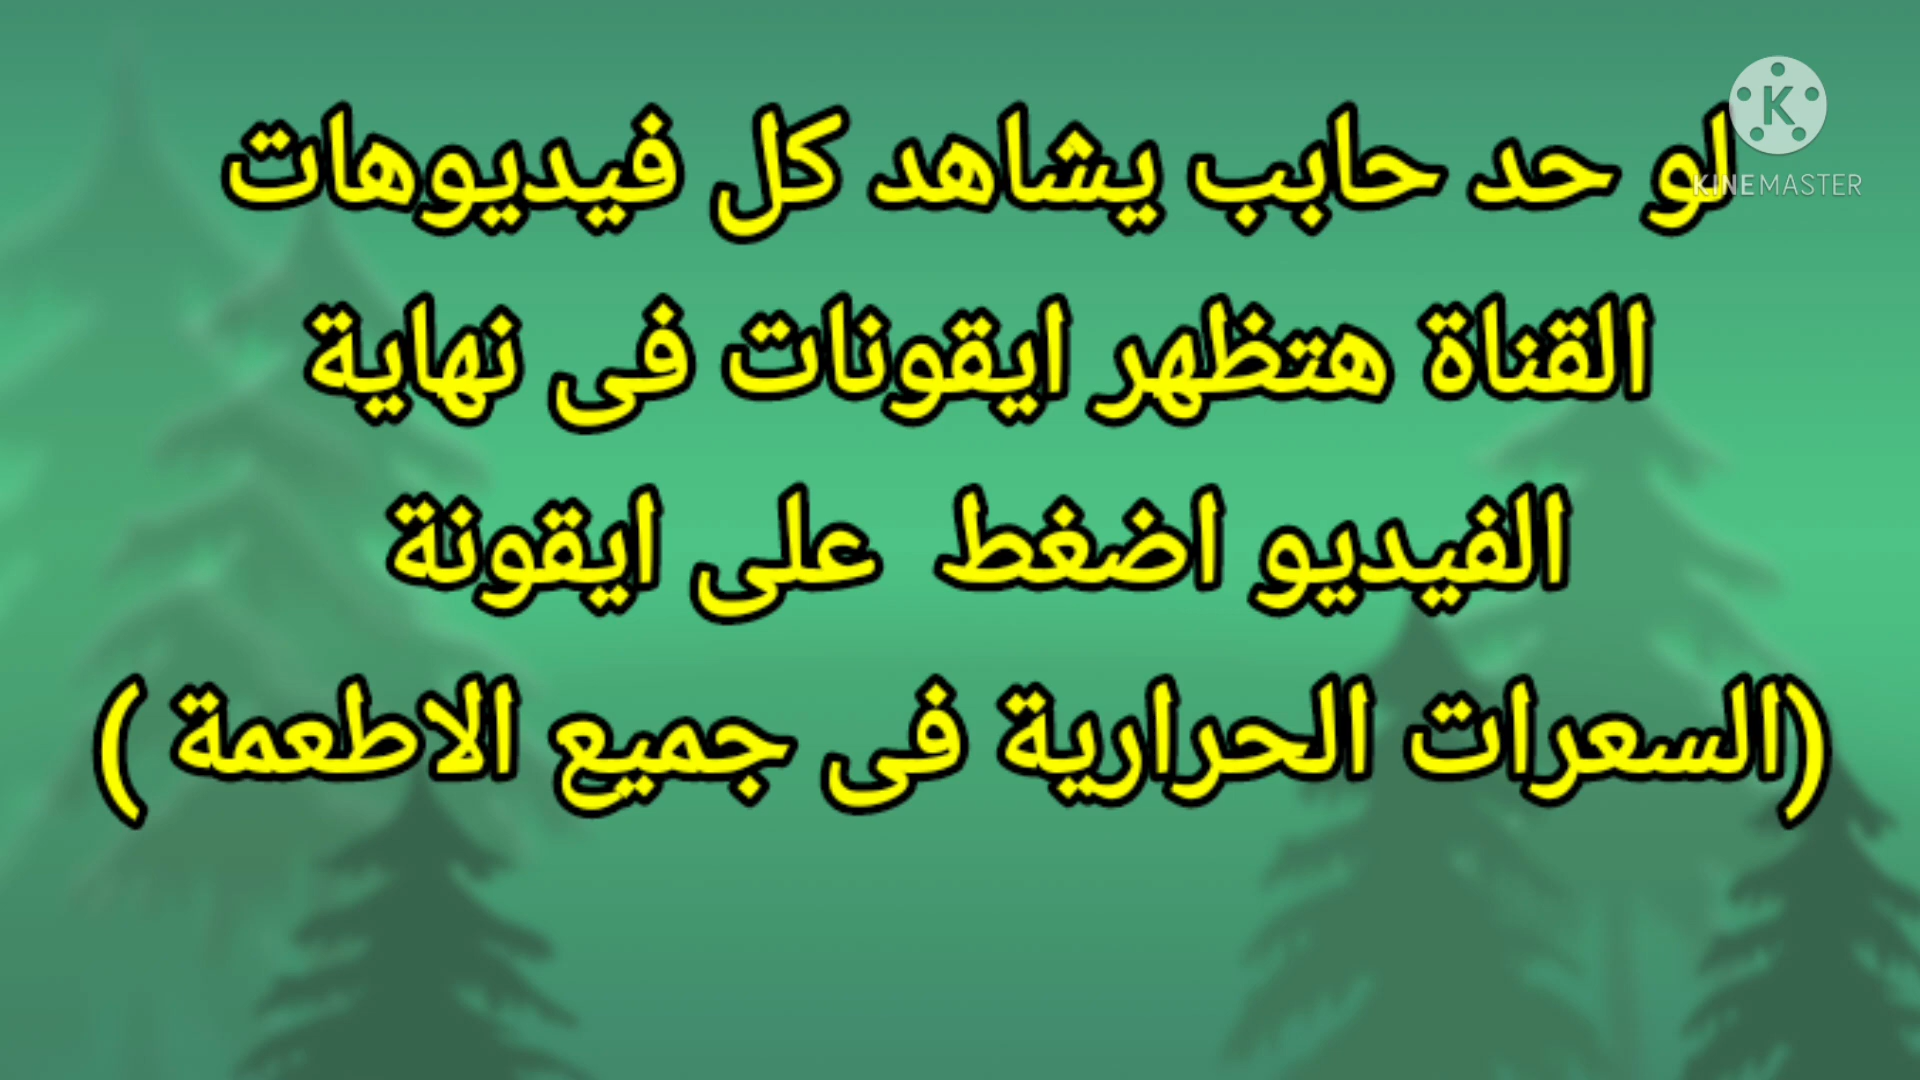 لو حد حابب يشاهد كل فيديوهات
القناة هتظهر ايقونات فى نهاية
الفيديو اضغط على ايقونة
(السعرات الحرارية فى جميع الاطعمة )
K
KINEMASTER